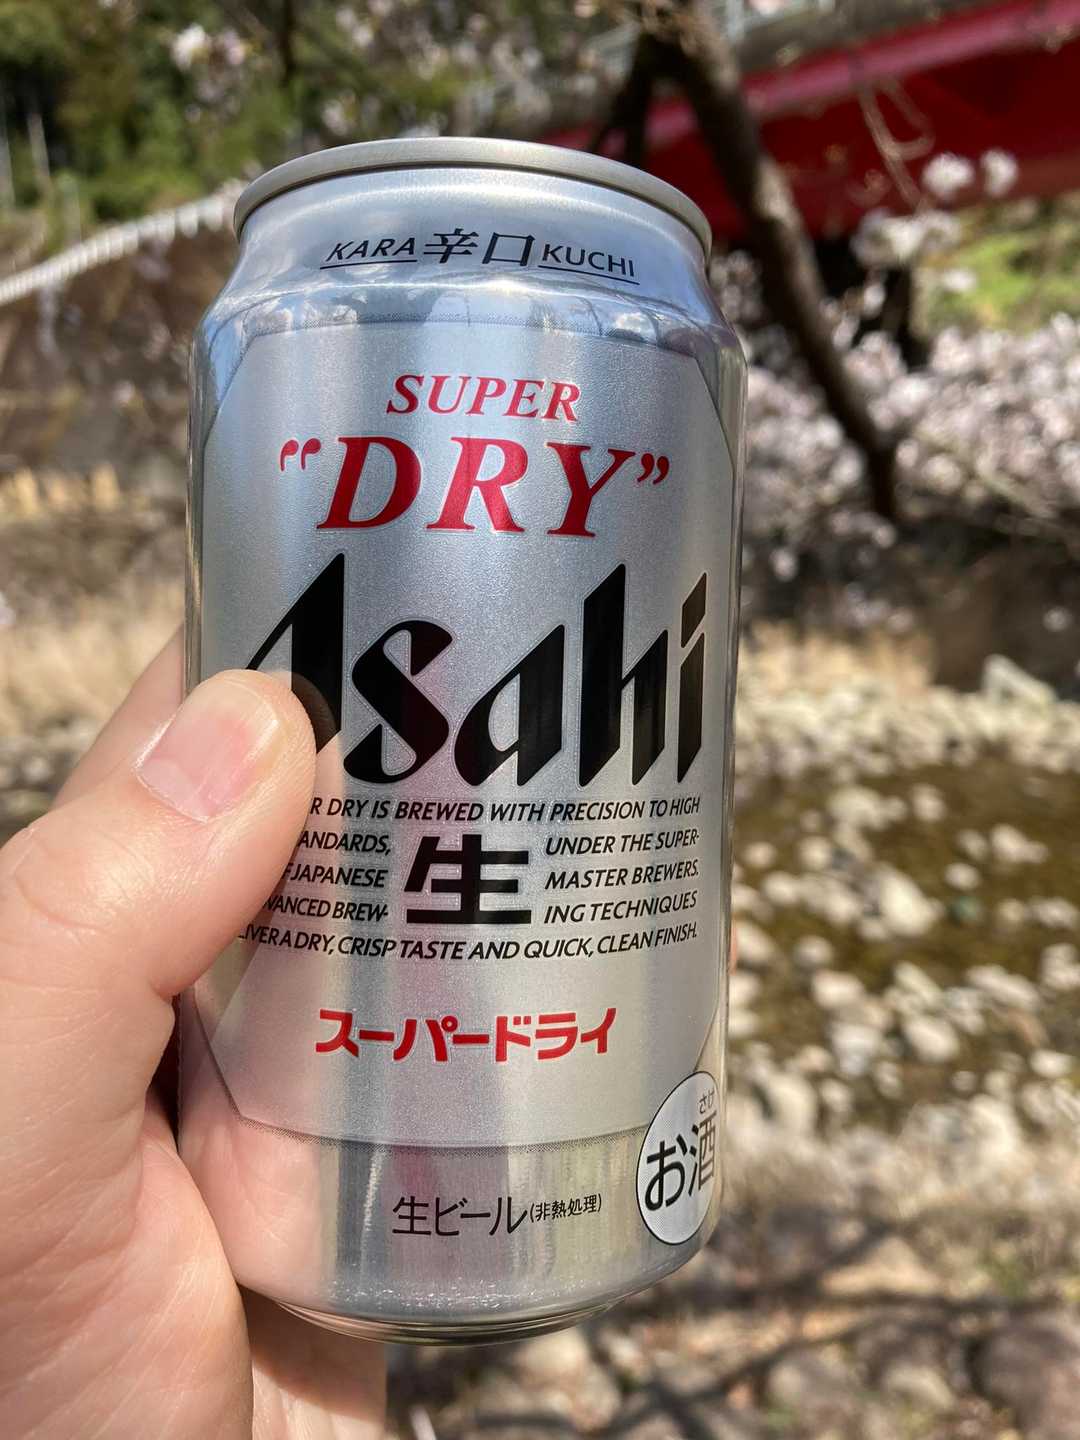 KARA 辛口 KUCHI
SUPER
"DRY"
Asahi
DRY IS BREWED WITH PRECISION TO HIGH
UNDER THE SUPER-
JAPANESE
生
MASTER BREWERS.
BREW-
ING TECHNIQUES
A DRY, CRISP TASTE AND QUICK, CLEAN FINISH.
スーパードライ
さけ
お酒
生ビール(非熱処理)